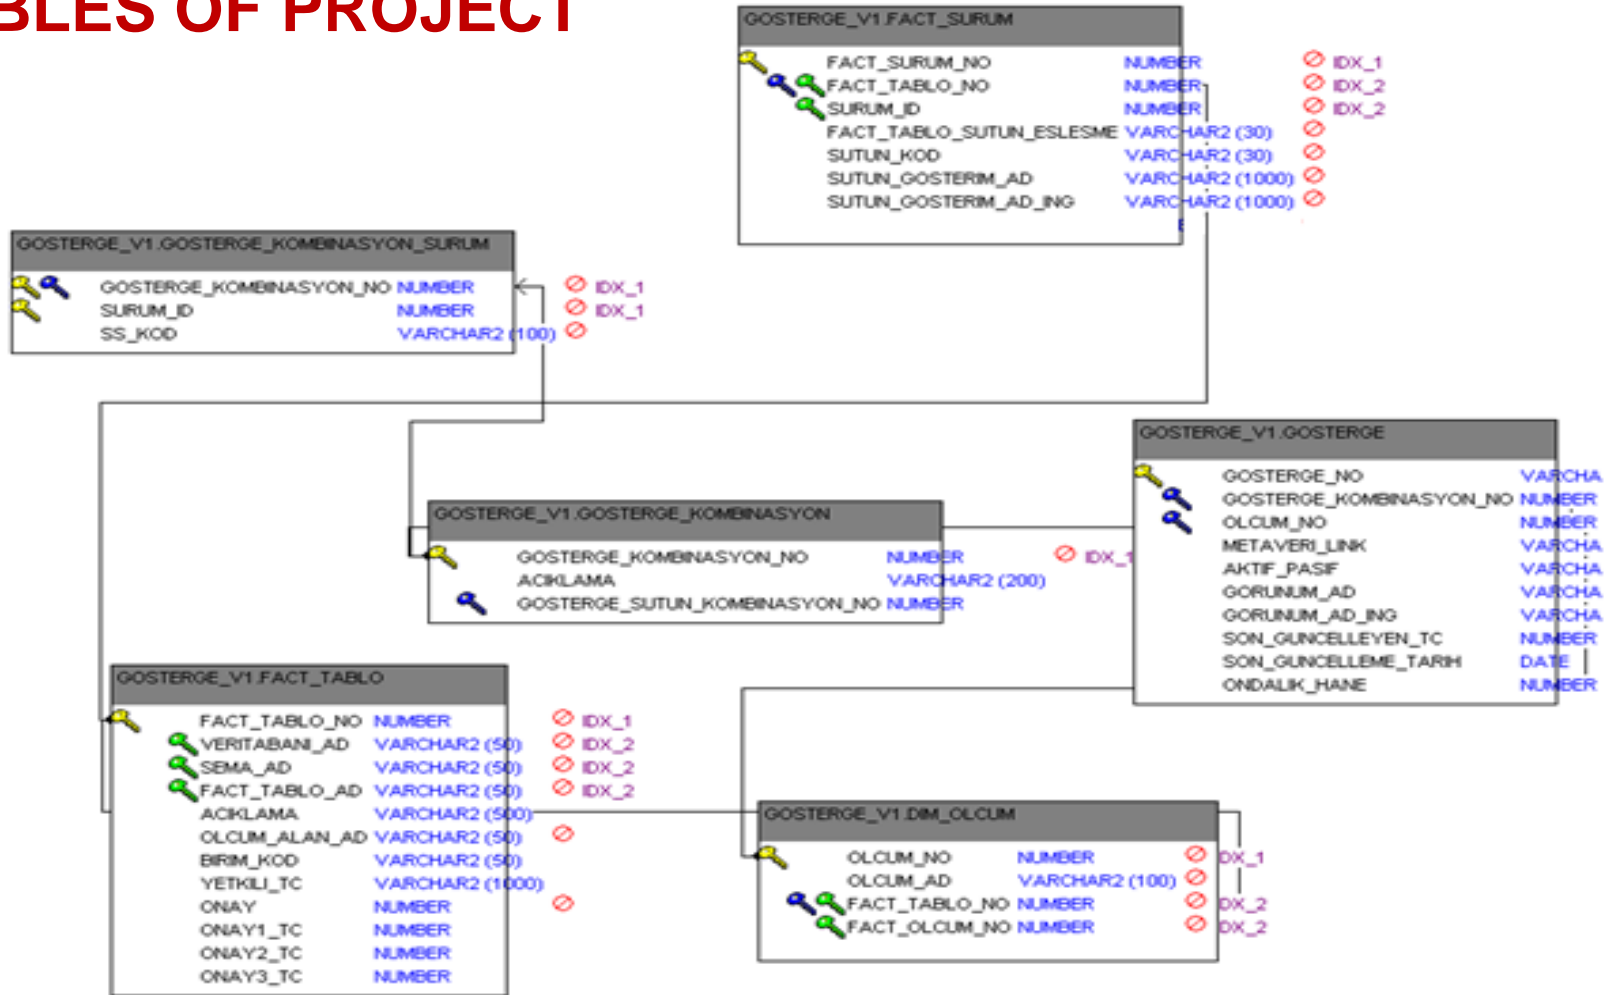 BLES OF PROJECT
GOSTERGE_V1.FACT_SURUM
FACT_SURUM_NO NUMBER IDX_1
FACT_TABLO_NO NUMBER IDX_2
SURUM_ID NUMBER IDX_2
FACT_TABLO_SUTUN_ESLESME VARCHAR2 (30)
SUTUN_KOD VARCHAR2 (30)
SUTUN_GOSTERIM_AD VARCHAR2 (1000)
SUTUN_GOSTERIM_AD_ING VARCHAR2 (1000)
GOSTERGE_V1.GOSTERGE_KOMBINASYON_SURUM
GOSTERGE_KOMBINASYON_NO NUMBER IDX_1
SURUM_ID NUMBER IDX_1
SS_KOD VARCHAR2 (100)
GOSTERGE_V1.GOSTERGE
GOSTERGE_NO VARCHA
GOSTERGE_KOMBINASYON_NO NUMBER
OLCUM_NO NUMBER
METAVERI_LINK VARCHA
AKTIF_PASIF VARCHA
GORUNUM_AD VARCHA
GORUNUM_AD_ING VARCHA
SON_GUNCELLEYEN_TC NUMBER
SON_GUNCELLEME_TARIH DATE
ONDALIK_HANE NUMBER
GOSTERGE_V1.GOSTERGE_KOMBINASYON
GOSTERGE_KOMBINASYON_NO NUMBER IDX_1
ACIKLAMA VARCHAR2 (200)
GOSTERGE_SUTUN_KOMBINASYON_NO NUMBER
GOSTERGE_V1.FACT_TABLO
FACT_TABLO_NO NUMBER IDX_1
VERITABANI_AD VARCHAR2 (50) IDX_2
SEMA_AD VARCHAR2 (50) IDX_2
FACT_TABLO_AD VARCHAR2 (50) IDX_2
ACIKLAMA VARCHAR2 (500)
OLCUM_ALAN_AD VARCHAR2 (50)
BIRIM_KOD VARCHAR2 (50)
YETKILI_TC VARCHAR2 (1000)
ONAY NUMBER
ONAY1_TC NUMBER
ONAY2_TC NUMBER
ONAY3_TC NUMBER
GOSTERGE_V1.DIM_OLCUM
OLCUM_NO NUMBER DX_1
OLCUM_AD VARCHAR2 (100)
FACT_TABLO_NO NUMBER DX_2
FACT_OLCUM_NO NUMBER DX_2